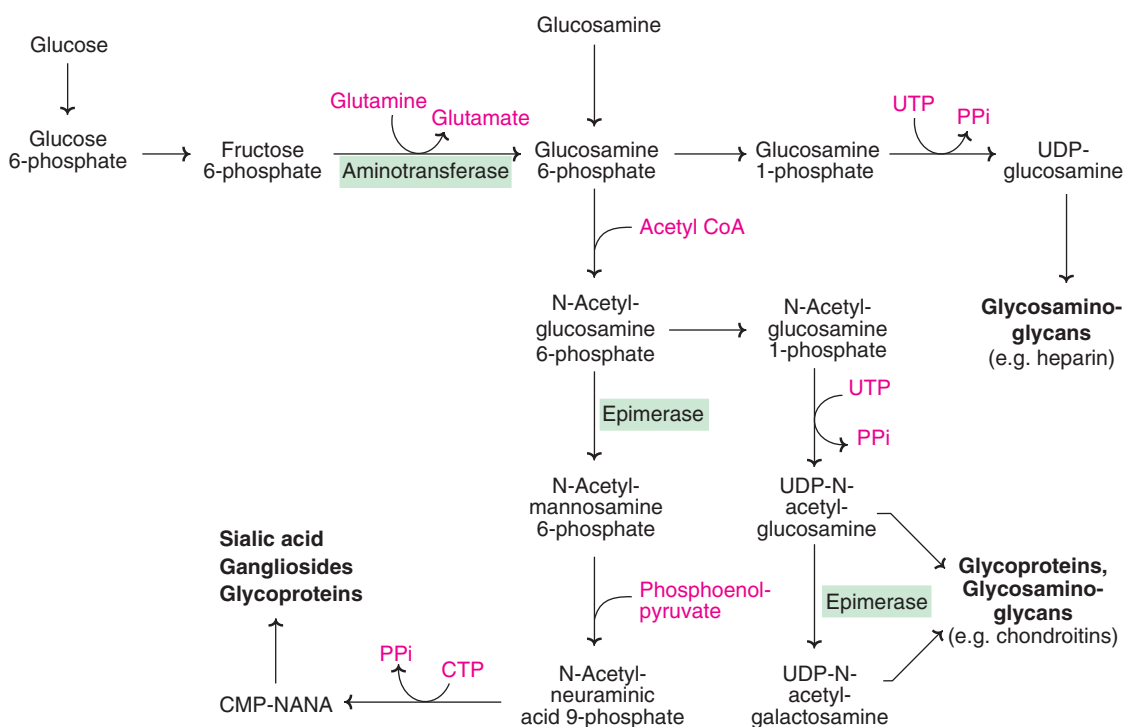 Glucose
Glucosamine
Glutamine
Glutamate
UTP
PPi
Glucose
6-phosphate
Fructose
6-phosphate
Aminotransferase
Glucosamine
6-phosphate
Glucosamine
1-phosphate
UDP-
glucosamine
Acetyl CoA
N-Acetyl-
glucosamine
6-phosphate
N-Acetyl-
glucosamine
1-phosphate
Glycosamino-
glycans
(e.g. heparin)
Epimerase
UTP
PPi
N-Acetyl-
mannosamine
6-phosphate
UDP-N-
acetyl-
glucosamine
Sialic acid
Gangliosides
Glycoproteins
Phosphoenol-
pyruvate
Epimerase
Glycoproteins,
Glycosamino-
glycans
(e.g. chondroitins)
PPi
CTP
CMP-NANA
N-Acetyl-
neuraminic
acid 9-phosphate
UDP-N-
acetyl-
galactosamine